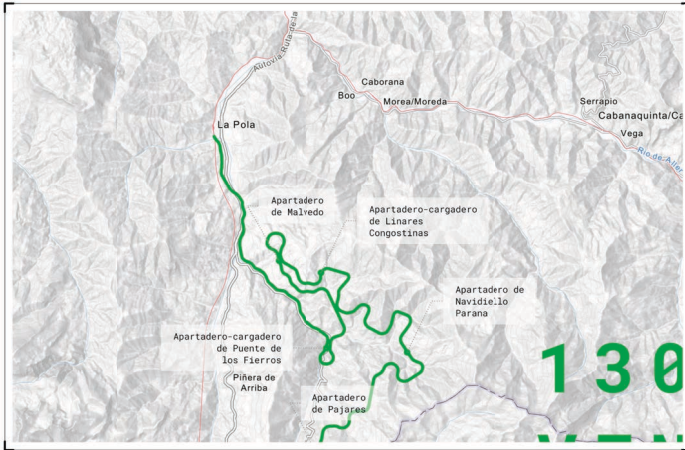 Autovía Ruta de la
Caborana
Boo
Morea/Moreda
Serrapio
Cabanaquinta/Ca
Vega
Río de Aller
La Pola
Apartadero
de Malvedo
Apartadero-cargadero
de Linares
Congostinas
Apartadero de
Navidiello
Parana
Apartadero-cargadero
de Puente de
los Fierros
Piñera de
Arriba
Apartadero
de Pajares
130